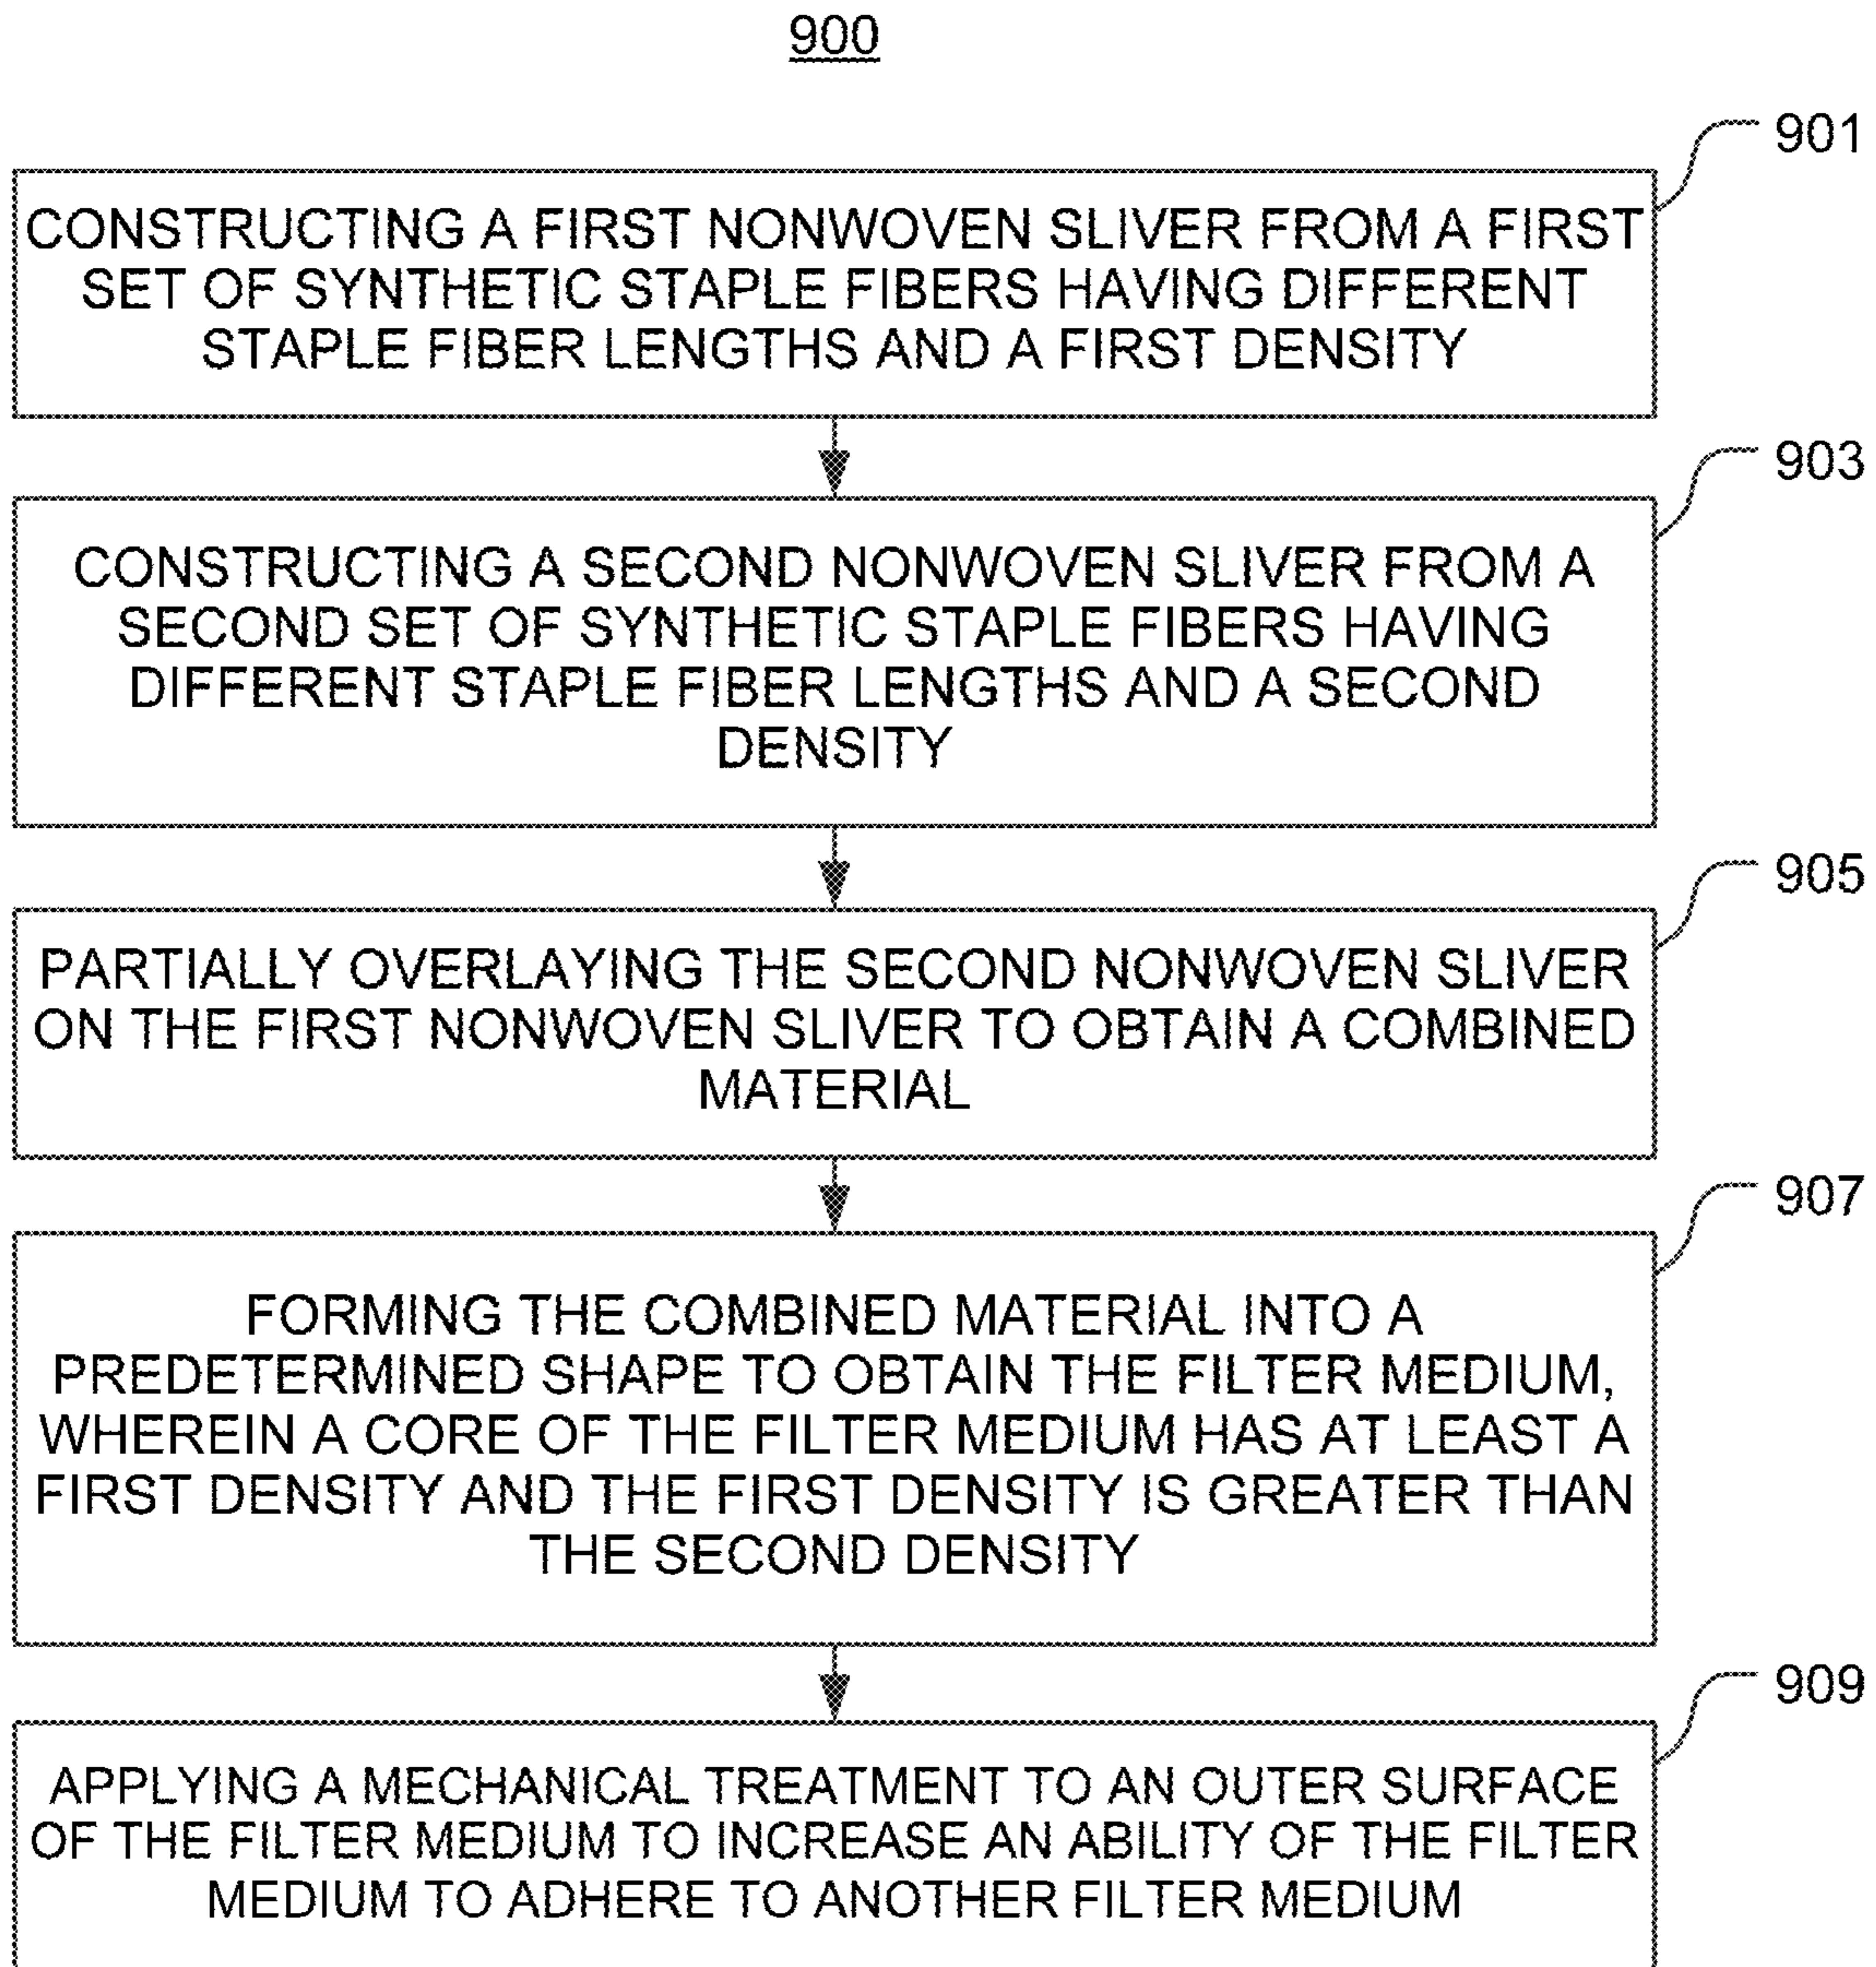 900
901
CONSTRUCTING A FIRST NONWOVEN SLIVER FROM A FIRST
SET OF SYNTHETIC STAPLE FIBERS HAVING DIFFERENT
STAPLE FIBER LENGTHS AND A FIRST DENSITY
903
CONSTRUCTING A SECOND NONWOVEN SLIVER FROM A
SECOND SET OF SYNTHETIC STAPLE FIBERS HAVING
DIFFERENT STAPLE FIBER LENGTHS AND A SECOND
DENSITY
905
PARTIALLY OVERLAYING THE SECOND NONWOVEN SLIVER
ON THE FIRST NONWOVEN SLIVER TO OBTAIN A COMBINED
MATERIAL
907
FORMING THE COMBINED MATERIAL INTO A
PREDETERMINED SHAPE TO OBTAIN THE FILTER MEDIUM,
WHEREIN A CORE OF THE FILTER MEDIUM HAS AT LEAST A
FIRST DENSITY AND THE FIRST DENSITY IS GREATER THAN
THE SECOND DENSITY
909
APPLYING A MECHANICAL TREATMENT TO AN OUTER SURFACE
OF THE FILTER MEDIUM TO INCREASE AN ABILITY OF THE FILTER
MEDIUM TO ADHERE TO ANOTHER FILTER MEDIUM